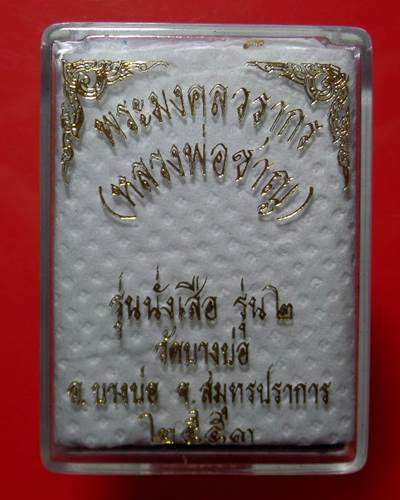 พระมงคลวรากร
(หลวงพ่อชาญ)
รุ่นนั่งเสือ รุ่น๒
วัดบางบ่อ
อ.บางบ่อ จ.สมุทรปราการ
๒๕๕๓